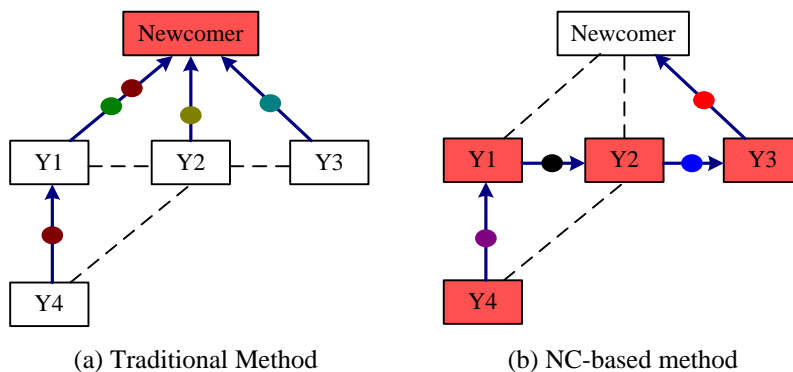 Newcomer
Newcomer
Y1
Y2
Y3
Y1
Y2
Y3
Y4
Y4
(a) Traditional Method
(b) NC-based method